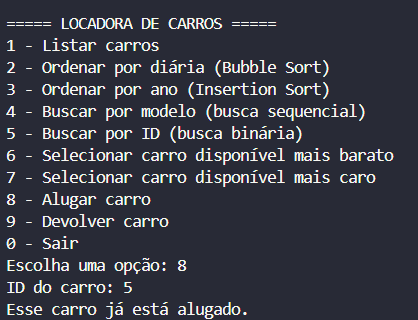 ===== LOCADORA DE CARROS =====
1 - Listar carros
2 - Ordenar por diária (Bubble Sort)
3 - Ordenar por ano (Insertion Sort)
4 - Buscar por modelo (busca sequencial)
5 - Buscar por ID (busca binária)
6 - Selecionar carro disponível mais barato
7 - Selecionar carro disponível mais caro
8 - Alugar carro
9 - Devolver carro
0 - Sair
Escolha uma opção: 8
ID do carro: 5
Esse carro já está alugado.